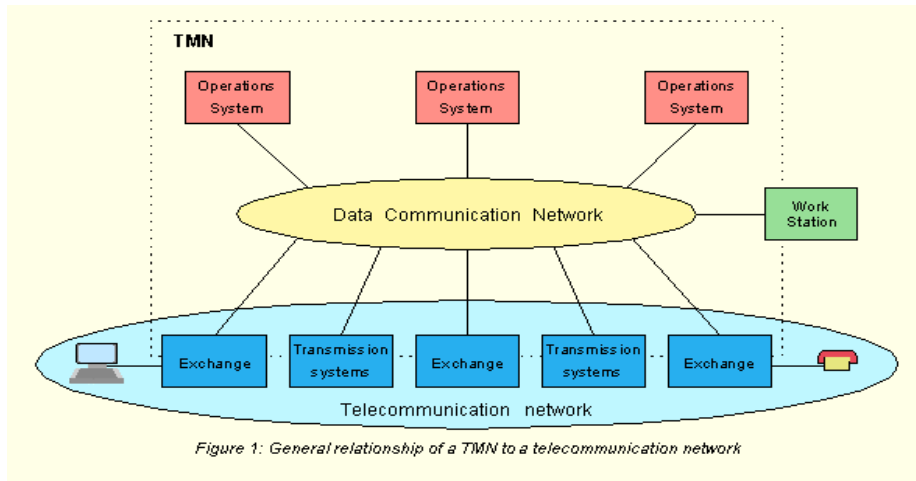 TMN
Operations
System
Operations
System
Operations
System
Data Communication Network
Work
Station
Exchange
Transmission
systems
Exchange
Transmission
systems
Exchange
Telecommunication network
Figure 1: General relationship of a TMN to a telecommunication network